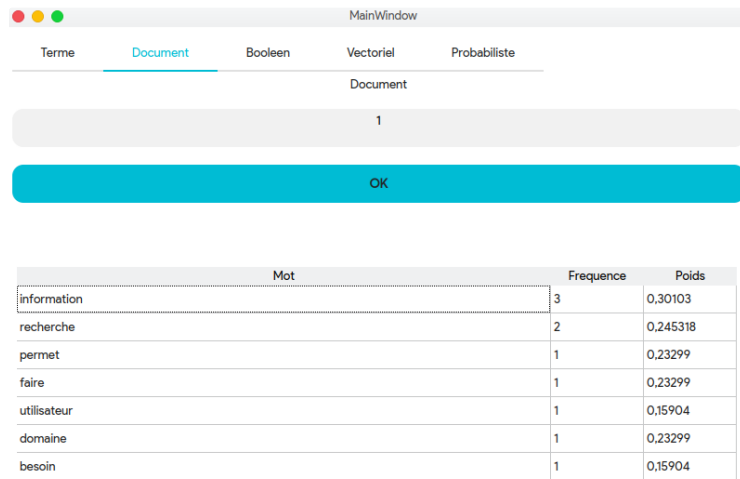 MainWindow
Terme Document Booleen Vectoriel Probabiliste
Document
1
OK
Mot Frequence Poids
information 3 0,30103
recherche 2 0,245318
permet 1 0,23299
faire 1 0,23299
utilisateur 1 0,15904
domaine 1 0,23299
besoin 1 0,15904